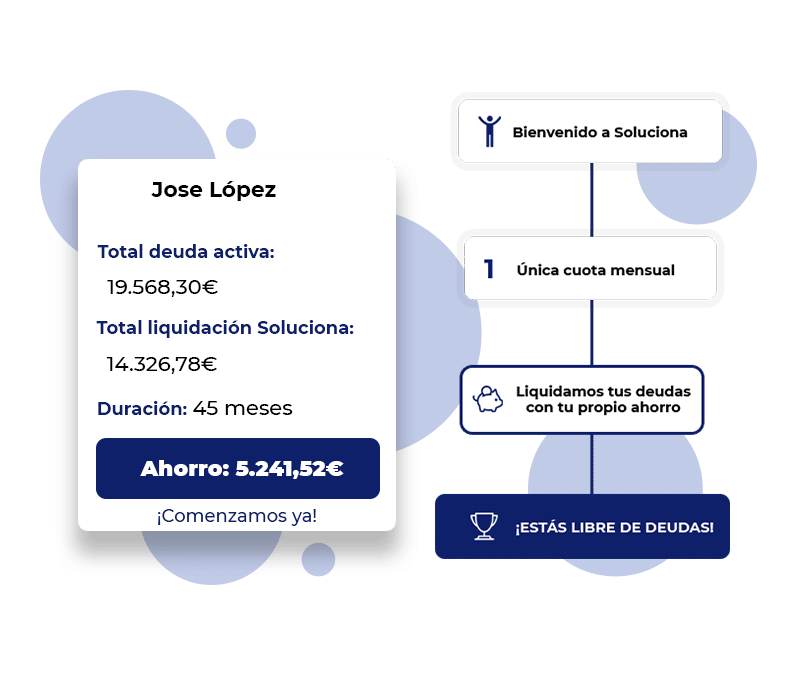 Jose López
Total deuda activa:
19.568,30€
Total liquidación Soluciona:
14.326,78€
Duración: 45 meses
Ahorro: 5.241,52€
¡Comenzamos ya!
Bienvenido a Soluciona
1 Única cuota mensual
Liquidamos tus deudas
con tu propio ahorro
¡ESTÁS LIBRE DE DEUDAS!